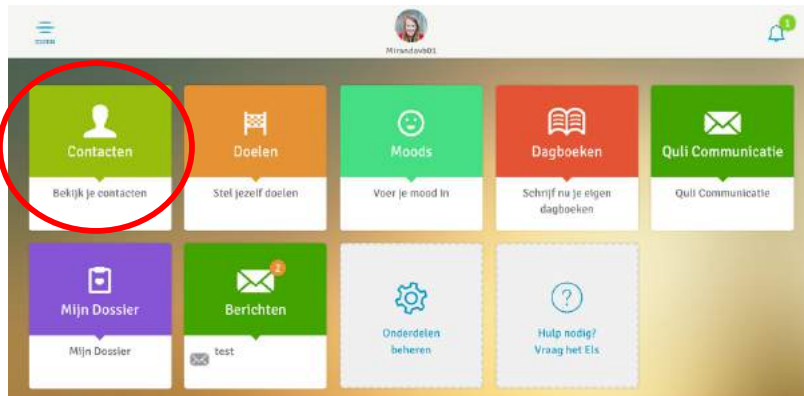 1
Mirandavb01
Contacten
Doelen
Moods
Dagboeken
Quli Communicatie
Bekijk je contacten
Stel jezelf doelen
Voer je mood in
Schrijf nu je eigen
dagboeken
Quli Communicatie
2
Mijn Dossier
Berichten
Onderdelen
beheren
Hulp nodig?
Vraag het Els
Mijn Dossier
test